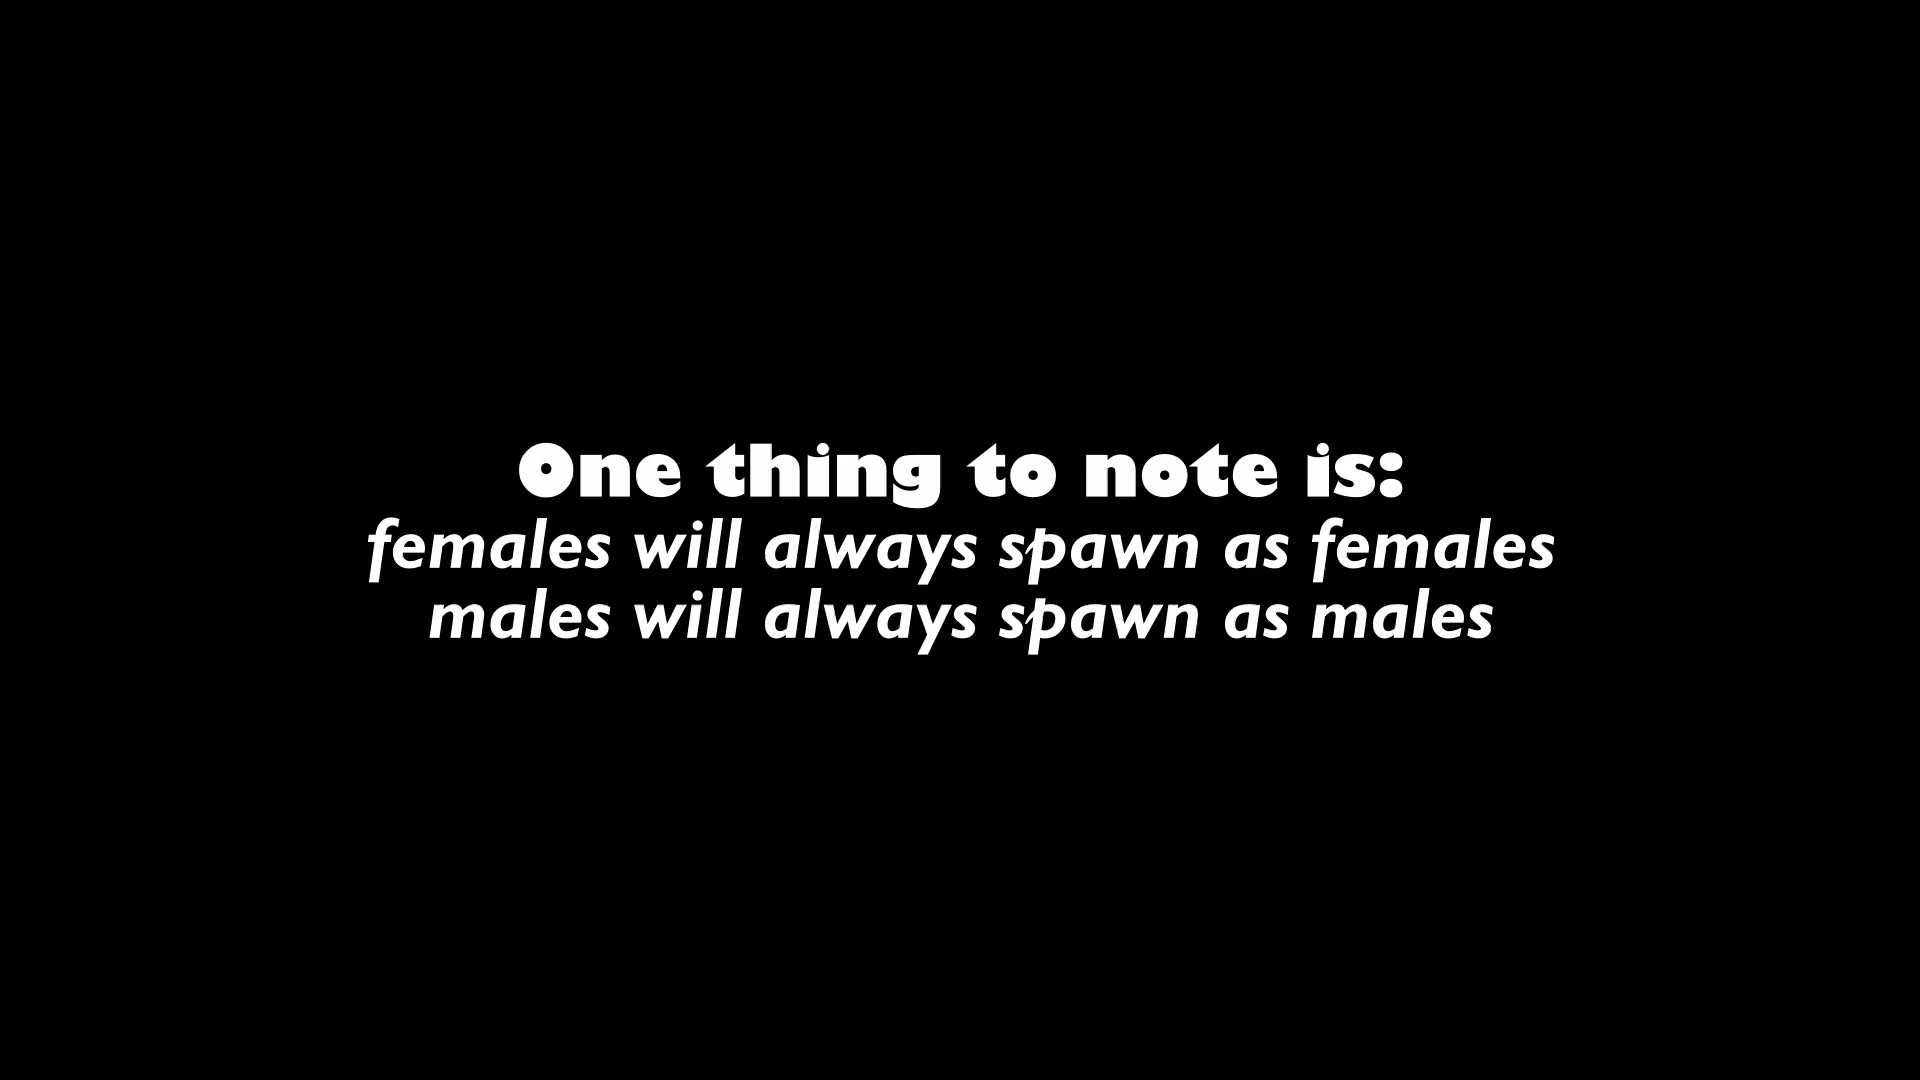 One thing to note is:
females will always spawn as females
males will always spawn as males